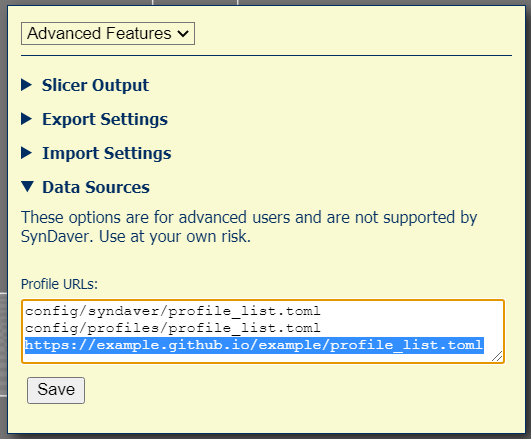 Advanced Features
Slicer Output
Export Settings
Import Settings
Data Sources
These options are for advanced users and are not supported by
SynDaver. Use at your own risk.
Profile URLs:
config/syndaver/profile_list.toml
config/profiles/profile_list.toml
https://example.github.io/example/profile_list.toml
Save